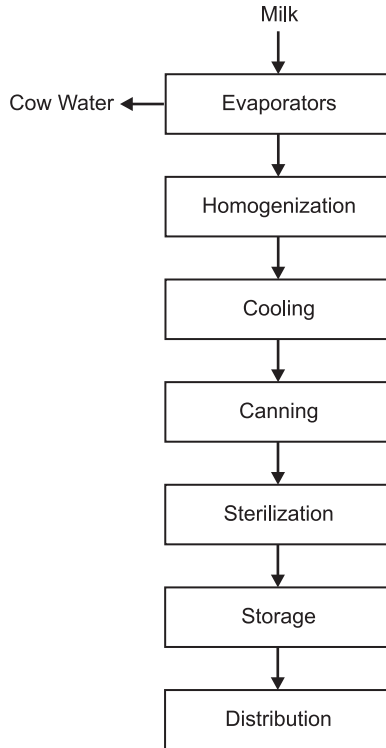 Milk
Cow Water
Evaporators
Homogenization
Cooling
Canning
Sterilization
Storage
Distribution